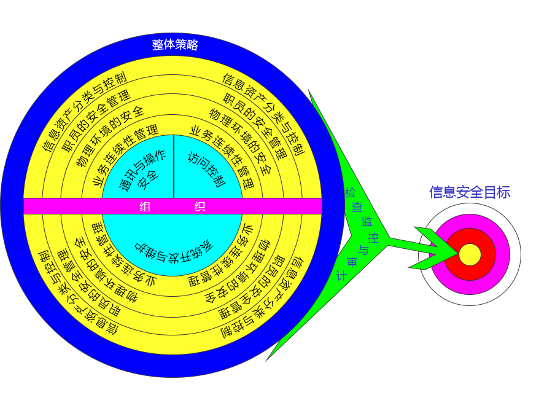 整体策略
信息资产分类与控制
信息资产分类与控制
职员的安全管理
职员的安全管理
物理环境的安全
物理环境的安全
业务连续性管理
业务连续性管理
通讯与操作
安全
访问控制
组 织
系统开发与维护
业务连续性管理
业务连续性管理
物理环境的安全
物理环境的安全
职员的安全管理
职员的安全管理
信息资产分类与控制
信息资产分类与控制
检查监控与审计
信息安全目标